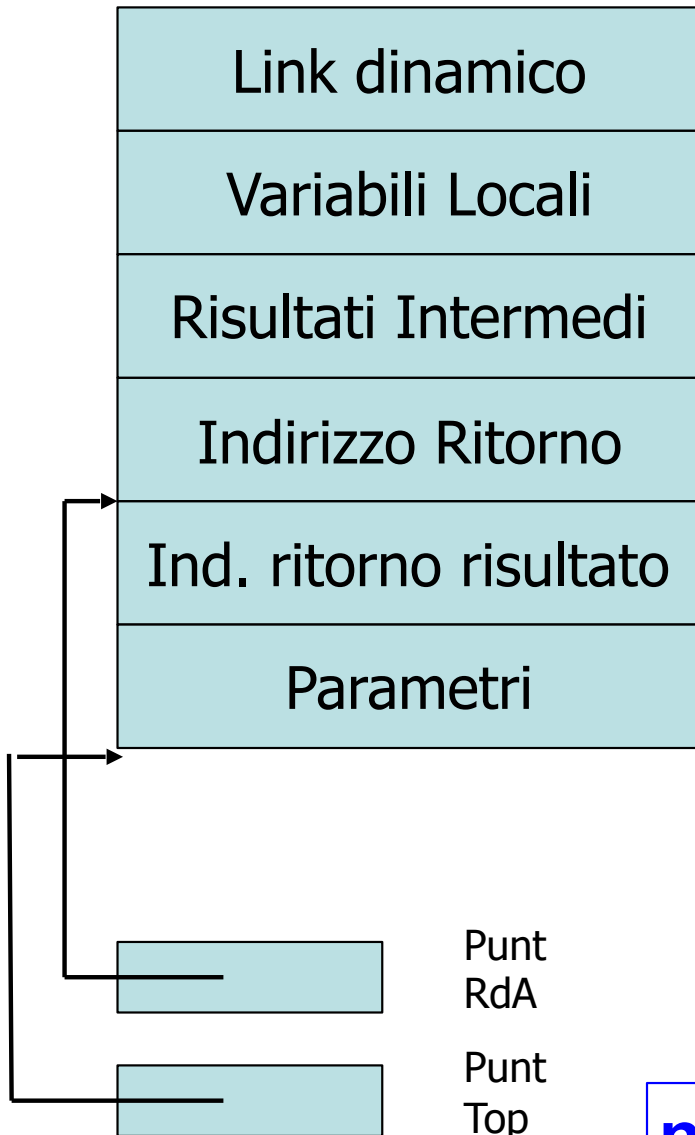 Link dinamico
Variabili Locali
Risultati Intermedi
Indirizzo Ritorno
Ind. ritorno risultato
Parametri
Punt
RdA
Punt
Top